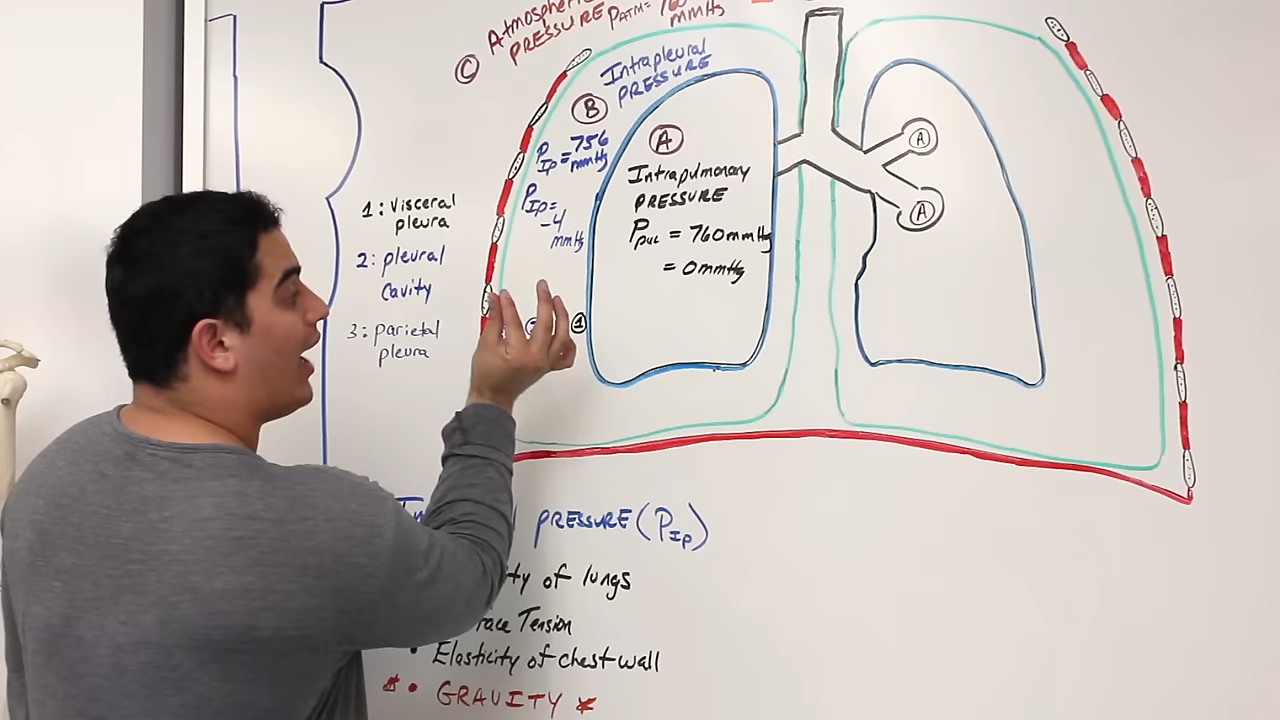 C Atmospheric
PRESSURE PATM= 760
mmHg
B Intrapleural
PRESSURE
PIP = 756
mmHg
PIP=
-4
mmHg
A
Intrapulmonary
PRESSURE
Ppul = 760mmHg
= 0mmHg
A
A
1: Visceral
pleura
2: pleural
Cavity
3: parietal
pleura
1
PRESSURE (PIp)
of lungs
Tension
• Elasticity of chest wall
* • GRAVITY *